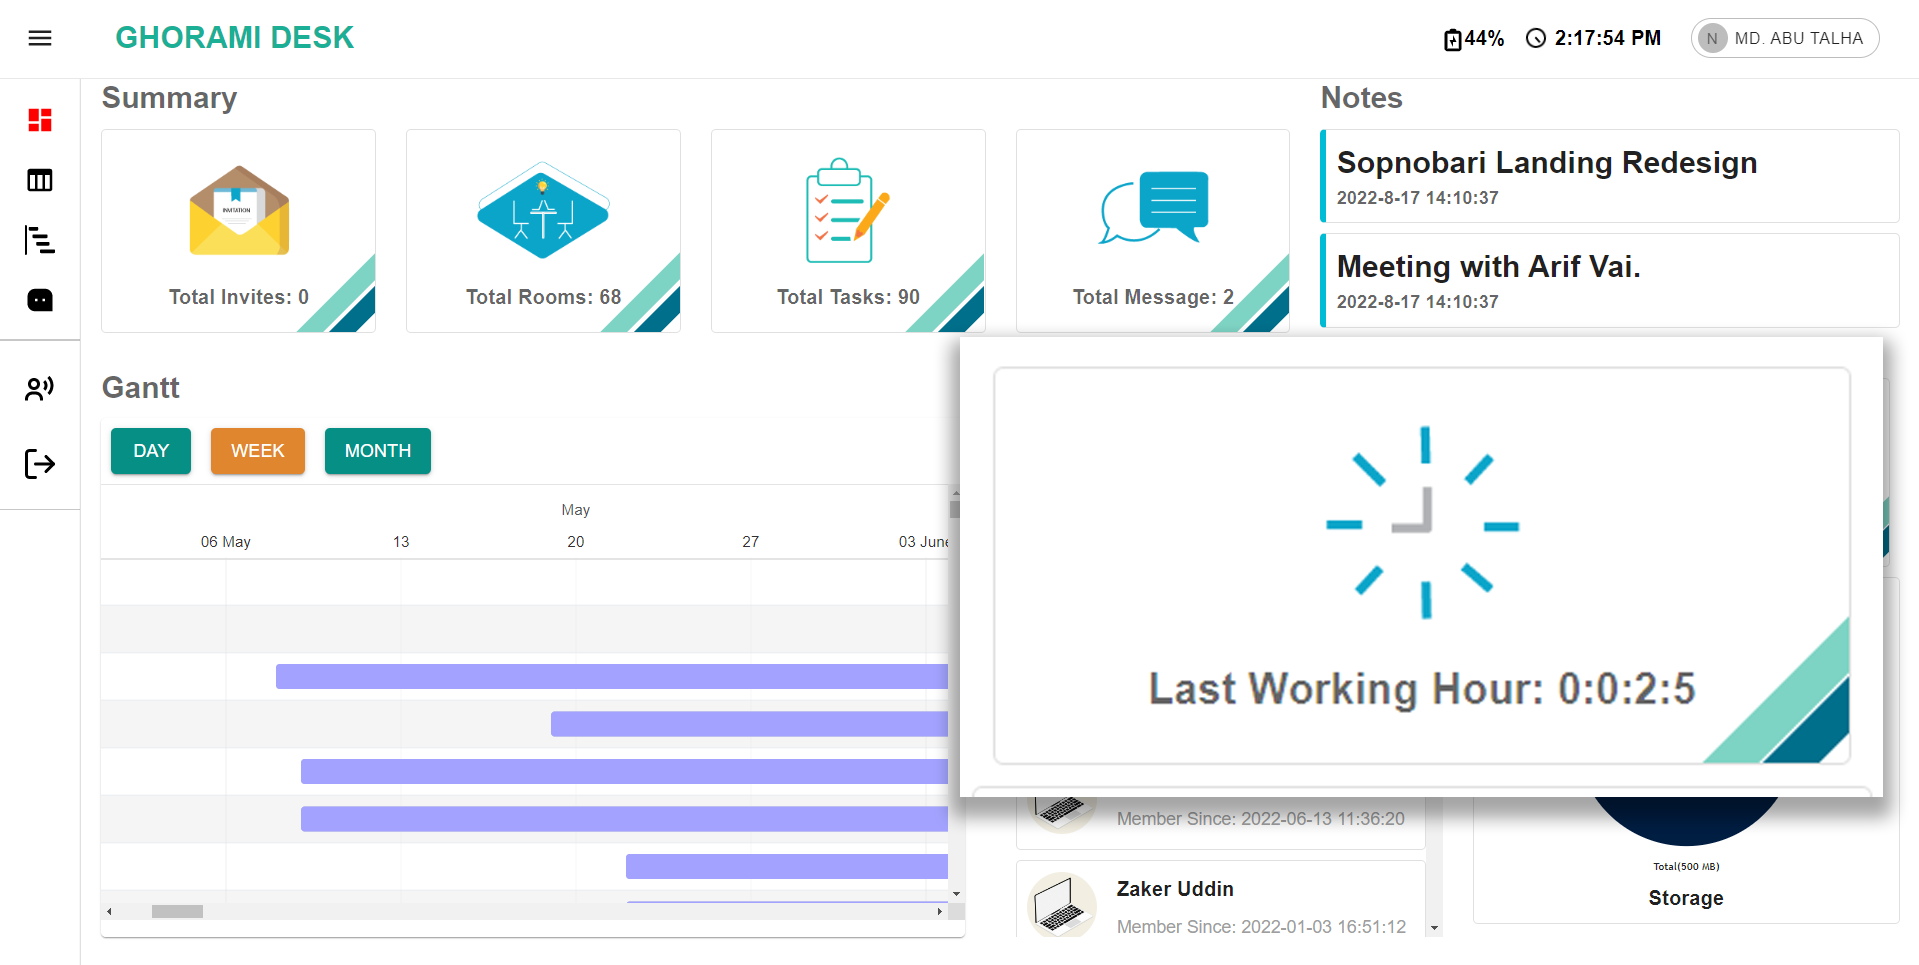 GHORAMI DESK
44%
2:17:54 PM
N
MD. ABU TALHA
Summary
INVITATION
Total Invites: 0
Total Rooms: 68
Total Tasks: 90
Total Message: 2
Notes
Sopnobari Landing Redesign
2022-8-17 14:10:37
Meeting with Arif Vai.
2022-8-17 14:10:37
Gantt
DAY
WEEK
MONTH
May
06 May
13
20
27
03 June
Last Working Hour: 0:0:2:5
Member Since: 2022-06-13 11:36:20
Zaker Uddin
Member Since: 2022-01-03 16:51:12
Total(500 MB)
Storage